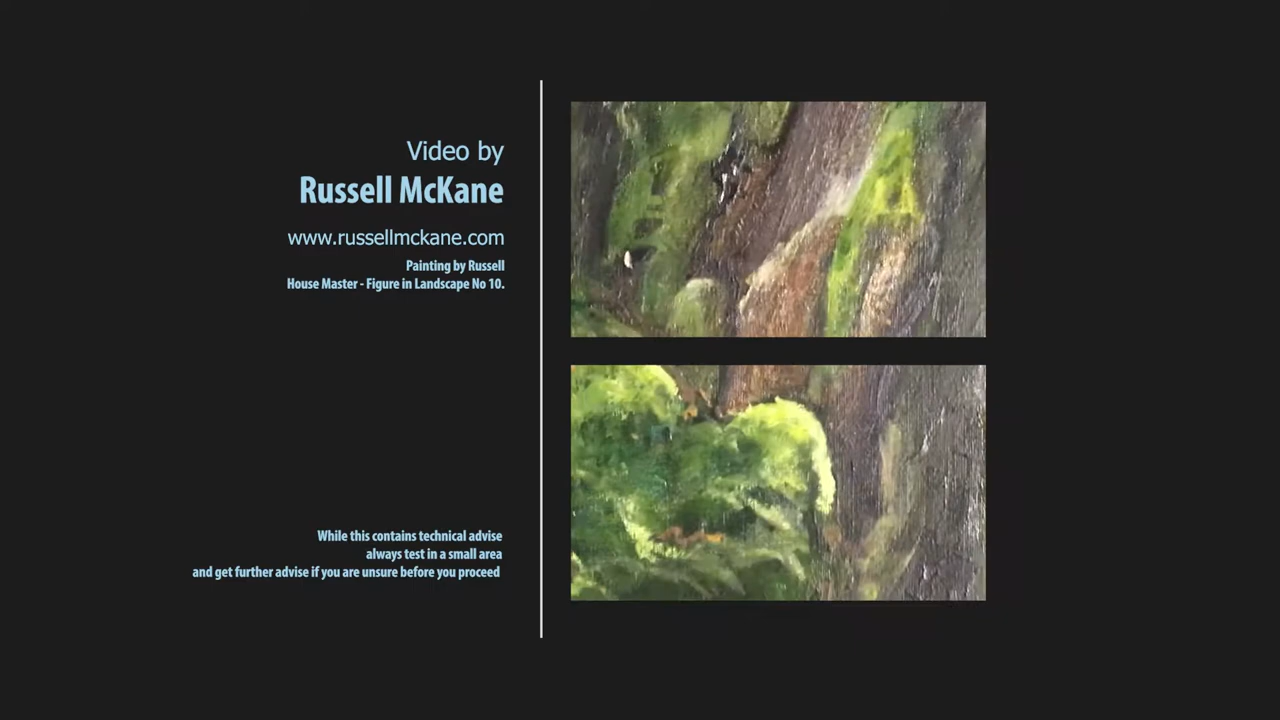 Video by
Russell McKane
www.russellmckane.com
Painting by Russell
House Master - Figure in Landscape No 10.
While this contains technical advise
always test in a small area
and get further advise if you are unsure before you proceed